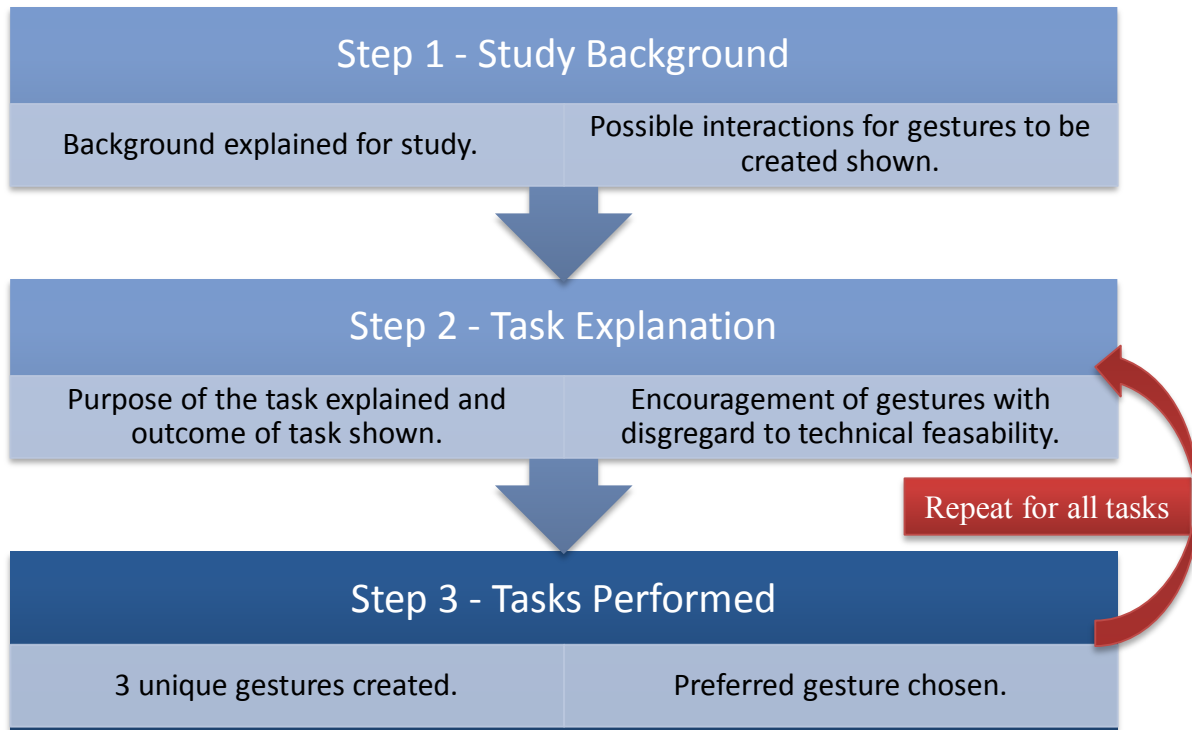 Step 1 - Study Background
Background explained for study.
Possible interactions for gestures to be
created shown.
Step 2 - Task Explanation
Purpose of the task explained and
outcome of task shown.
Encouragement of gestures with
disgregard to technical feasability.
Repeat for all tasks
Step 3 - Tasks Performed
3 unique gestures created.
Preferred gesture chosen.